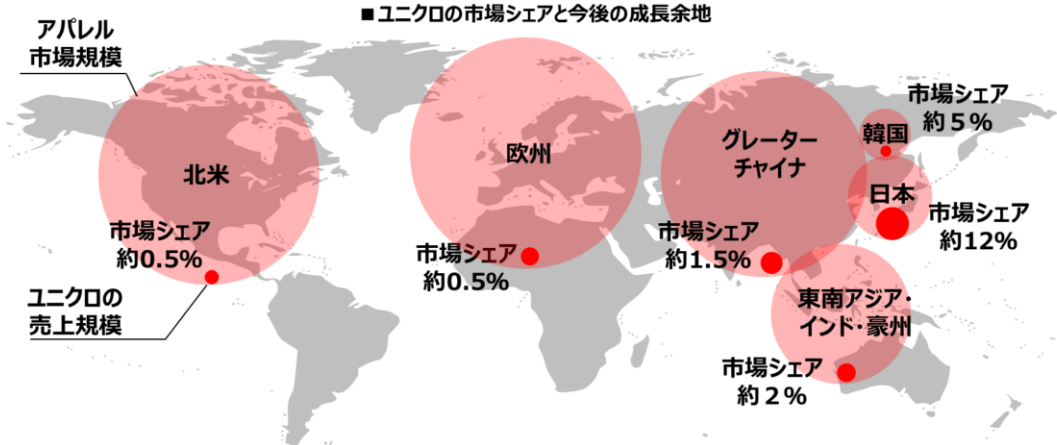 ■ユニクロの市場シェアと今後の成長余地
アパレル
市場規模
北米
市場シェア
約0.5%
ユニクロの
売上規模
欧州
市場シェア
約0.5%
グレーター
チャイナ
市場シェア
約1.5%
韓国
市場シェア
約５%
日本
市場シェア
約12%
東南アジア・
インド・豪州
市場シェア
約２%